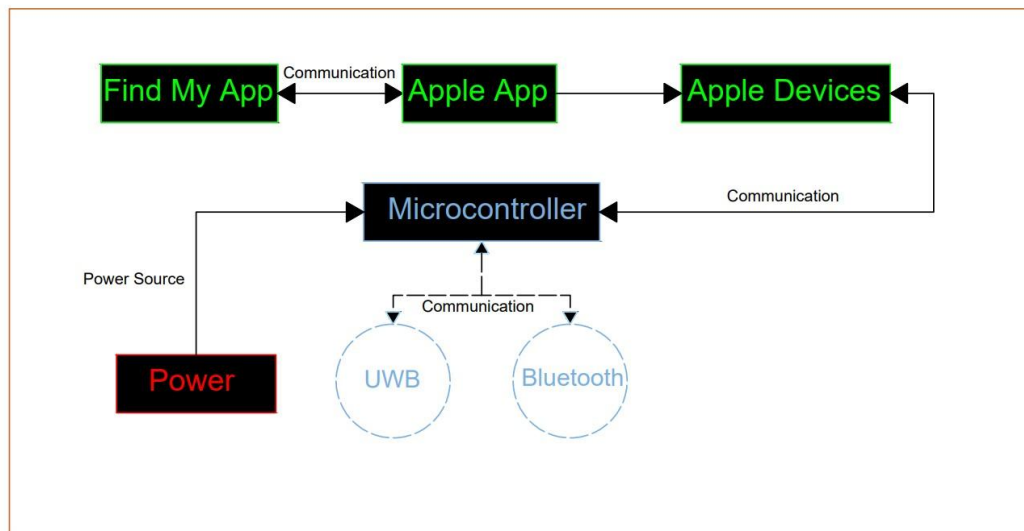 Find My App
Communication
Apple App
Apple Devices
Microcontroller
Communication
Power Source
Communication
Power
UWB
Bluetooth